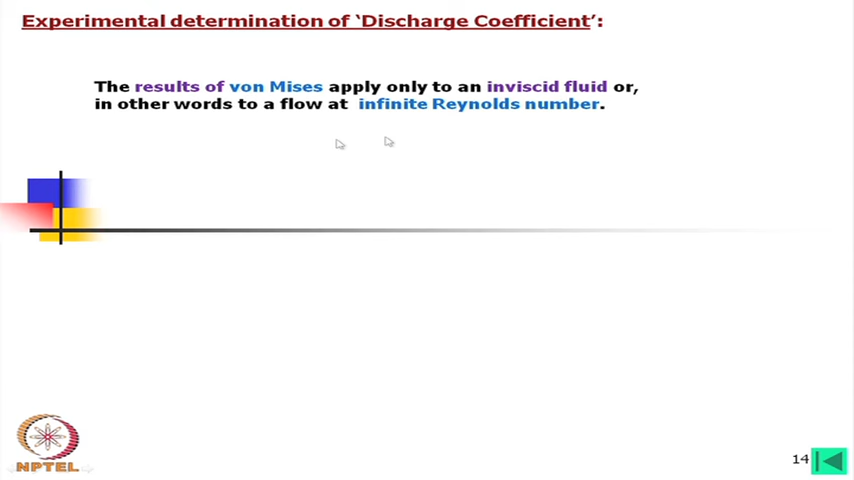 Experimental determination of ‘Discharge Coefficient’:
The results of von Mises apply only to an inviscid fluid or,
in other words to a flow at infinite Reynolds number.
NPTEL
14